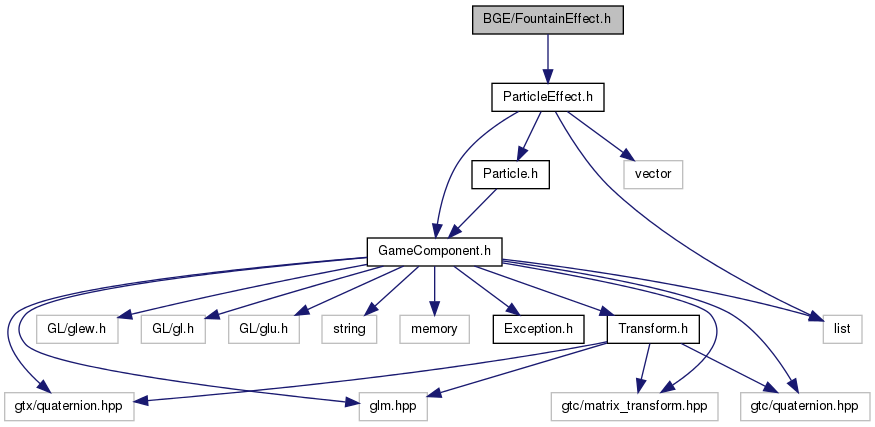 BGE/FountainEffect.h
ParticleEffect.h
Particle.h
vector
GameComponent.h
GL/glew.h
GL/gl.h
GL/glu.h
string
memory
Exception.h
Transform.h
list
gtx/quaternion.hpp
glm.hpp
gtc/matrix_transform.hpp
gtc/quaternion.hpp